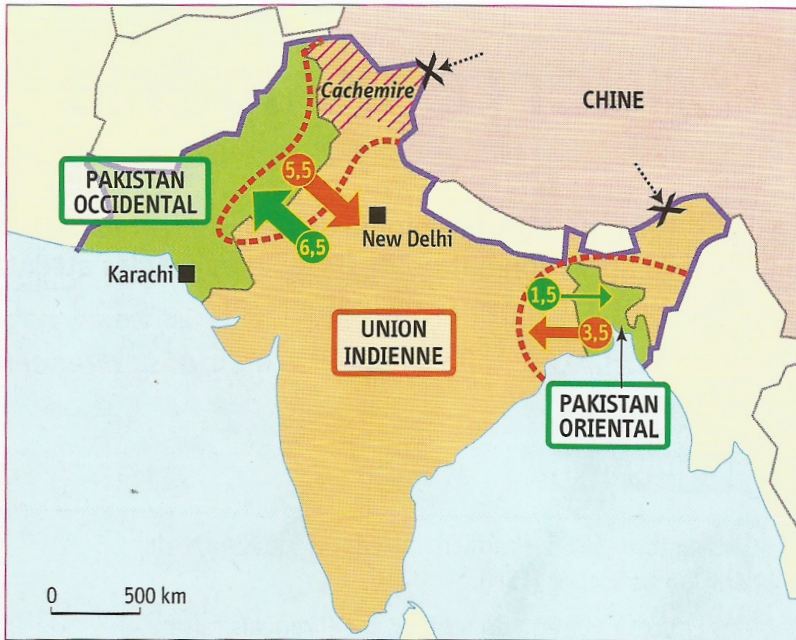 Cachemire
CHINE
PAKISTAN
OCCIDENTAL
5,5
6,5
New Delhi
Karachi
1,5
3,5
UNION
INDIENNE
PAKISTAN
ORIENTAL
0 500 km